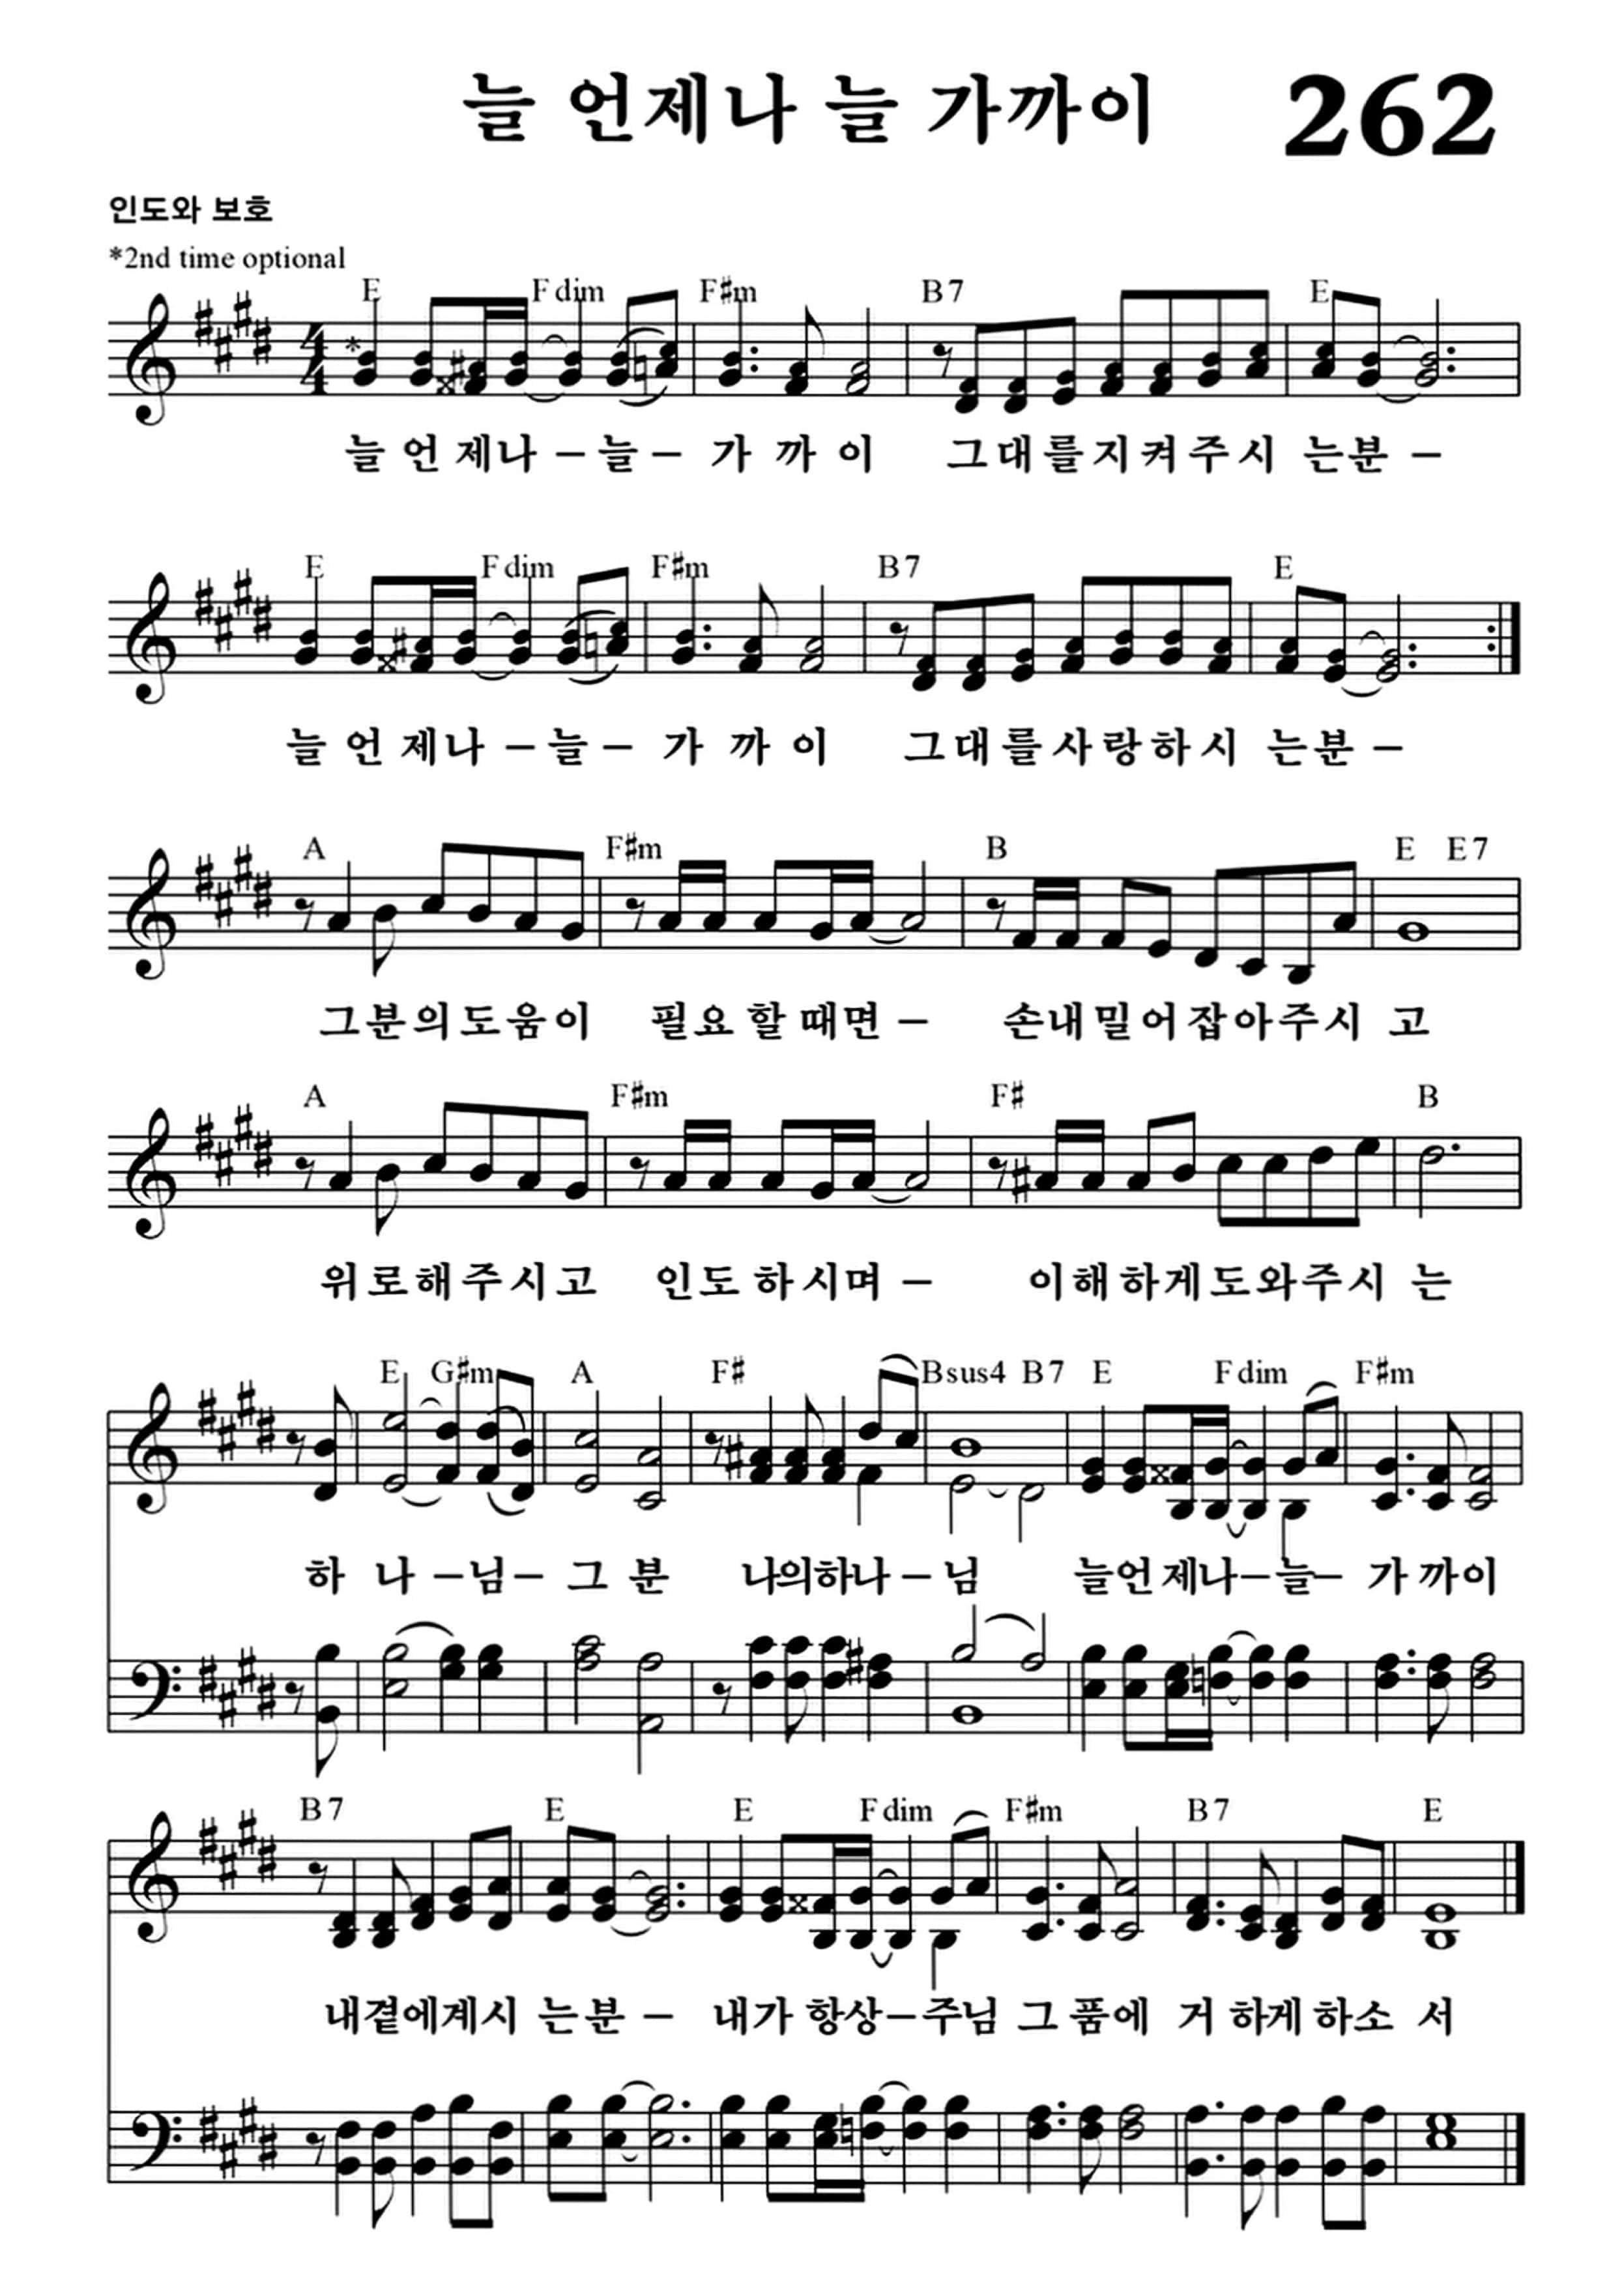 늘 언제나 늘 가까이 262
인도와 보호
*2nd time optional
E F dim F#m B7 E
늘 언 제나 – 늘 – 가 까 이 그대를지켜주시 는분 –
E F dim F#m B7 E
늘 언 제나 – 늘 – 가 까 이 그대를사랑하시 는분 –
A F#m B E E7
그분의도움이 필요할때면 – 손내밀어잡아주시 고
A F#m F# B
위로해주시고 인도하시며 – 이해하게도와주시 는
E G#m A F# Bsus4 B7 E F dim F#m
하 나 –님– 그 분 나의하나 – 님 늘언제나–늘– 가까이
B7 E E F dim F#m B7 E
내곁에계시 는분 – 내가 항상–주님 그 품에 거 하게하소 서